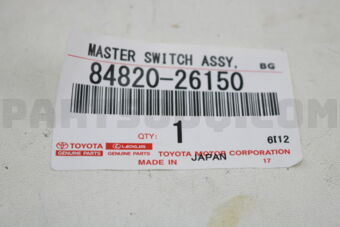 MASTER SWITCH ASSY, BG
84820-26150
QTY: 1 6I12
TOYOTA LEXUS
GENUINE PARTS GENUINE PARTS TOYOTA MOTOR CORPORATION
MADE IN JAPAN 17